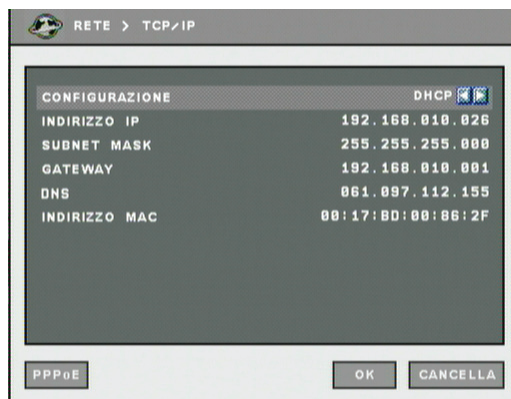 RETE > TCP/IP
CONFIGURAZIONE DHCP
INDIRIZZO IP 192.168.010.026
SUBNET MASK 255.255.255.000
GATEWAY 192.168.010.001
DNS 061.097.112.155
INDIRIZZO MAC 00:17:BD:00:86:2F
PPPoE OK CANCELLA